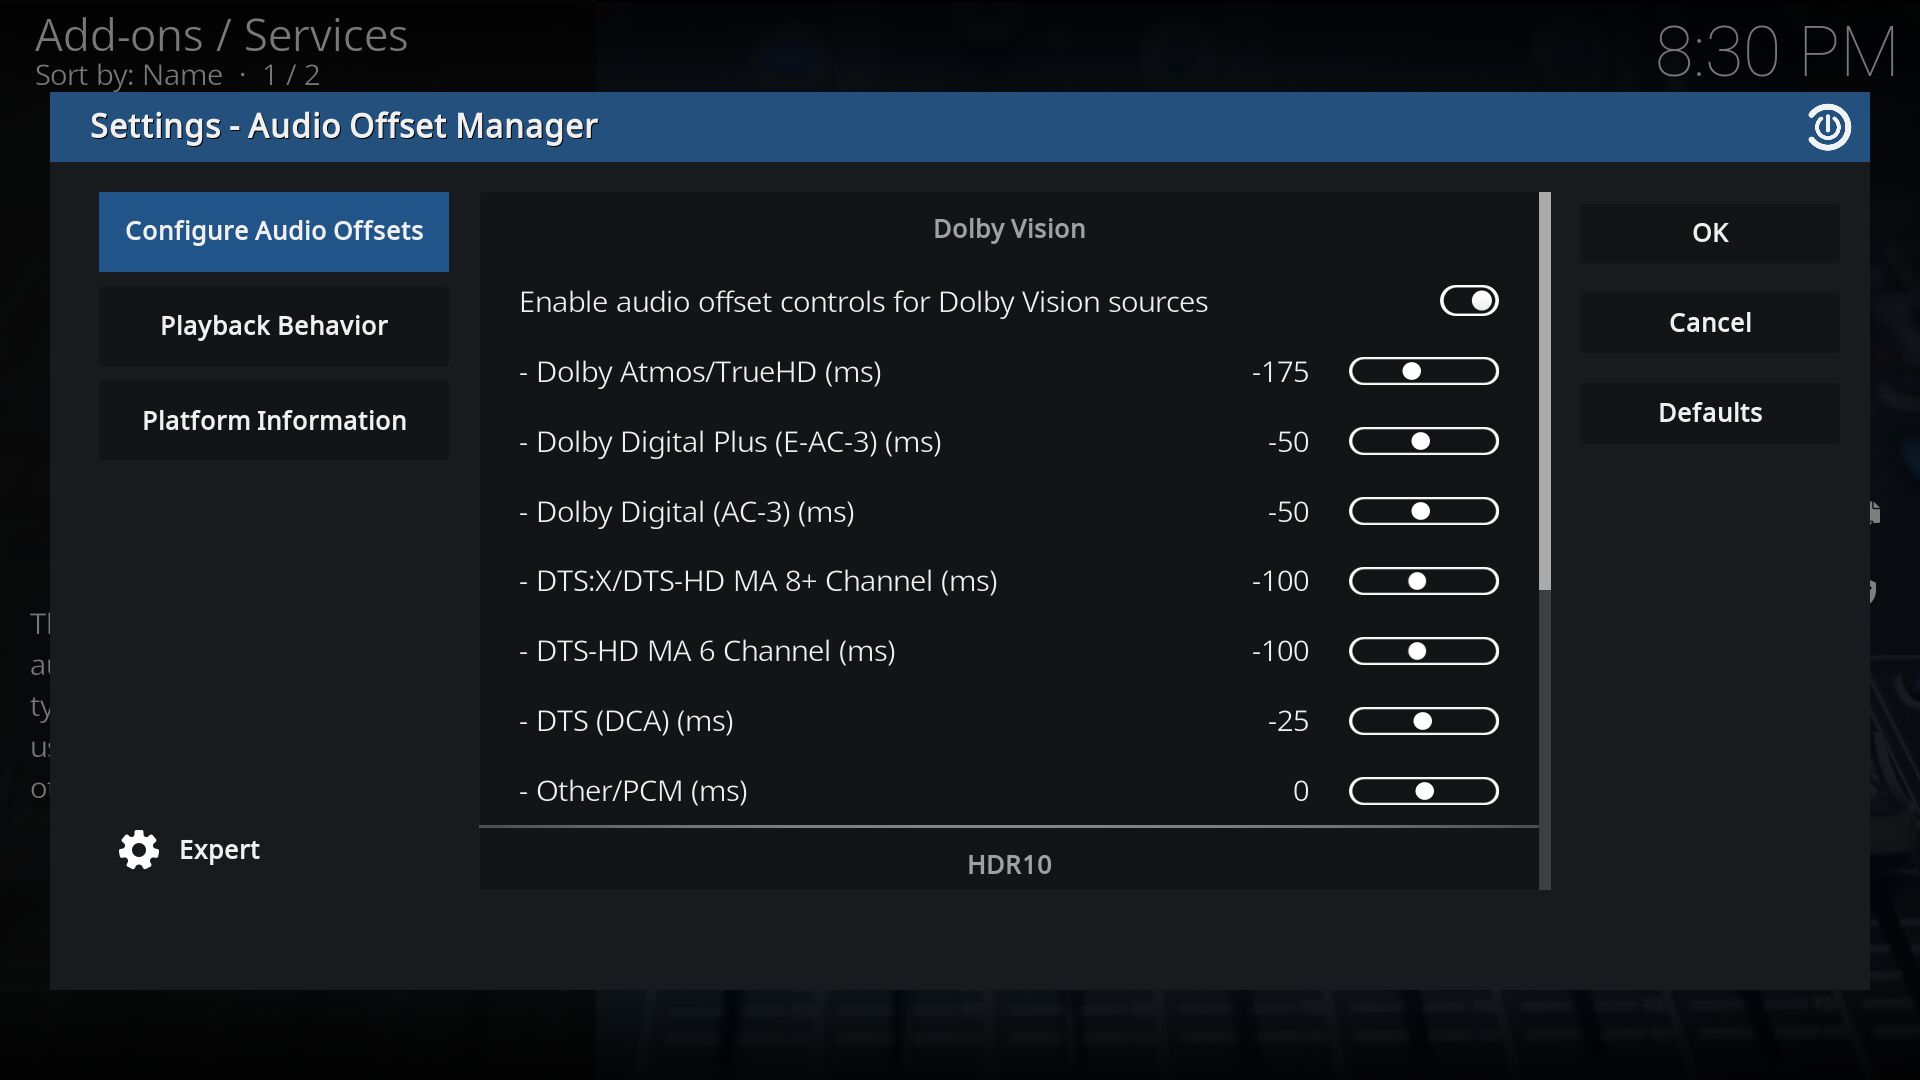 Add-ons / Services
Sort by: Name · 1 / 2
8:30 PM
Settings - Audio Offset Manager
Configure Audio Offsets
Playback Behavior
Platform Information
Expert
Dolby Vision
Enable audio offset controls for Dolby Vision sources
- Dolby Atmos/TrueHD (ms) -175
- Dolby Digital Plus (E-AC-3) (ms) -50
- Dolby Digital (AC-3) (ms) -50
- DTS:X/DTS-HD MA 8+ Channel (ms) -100
- DTS-HD MA 6 Channel (ms) -100
- DTS (DCA) (ms) -25
- Other/PCM (ms) 0
HDR10
OK
Cancel
Defaults